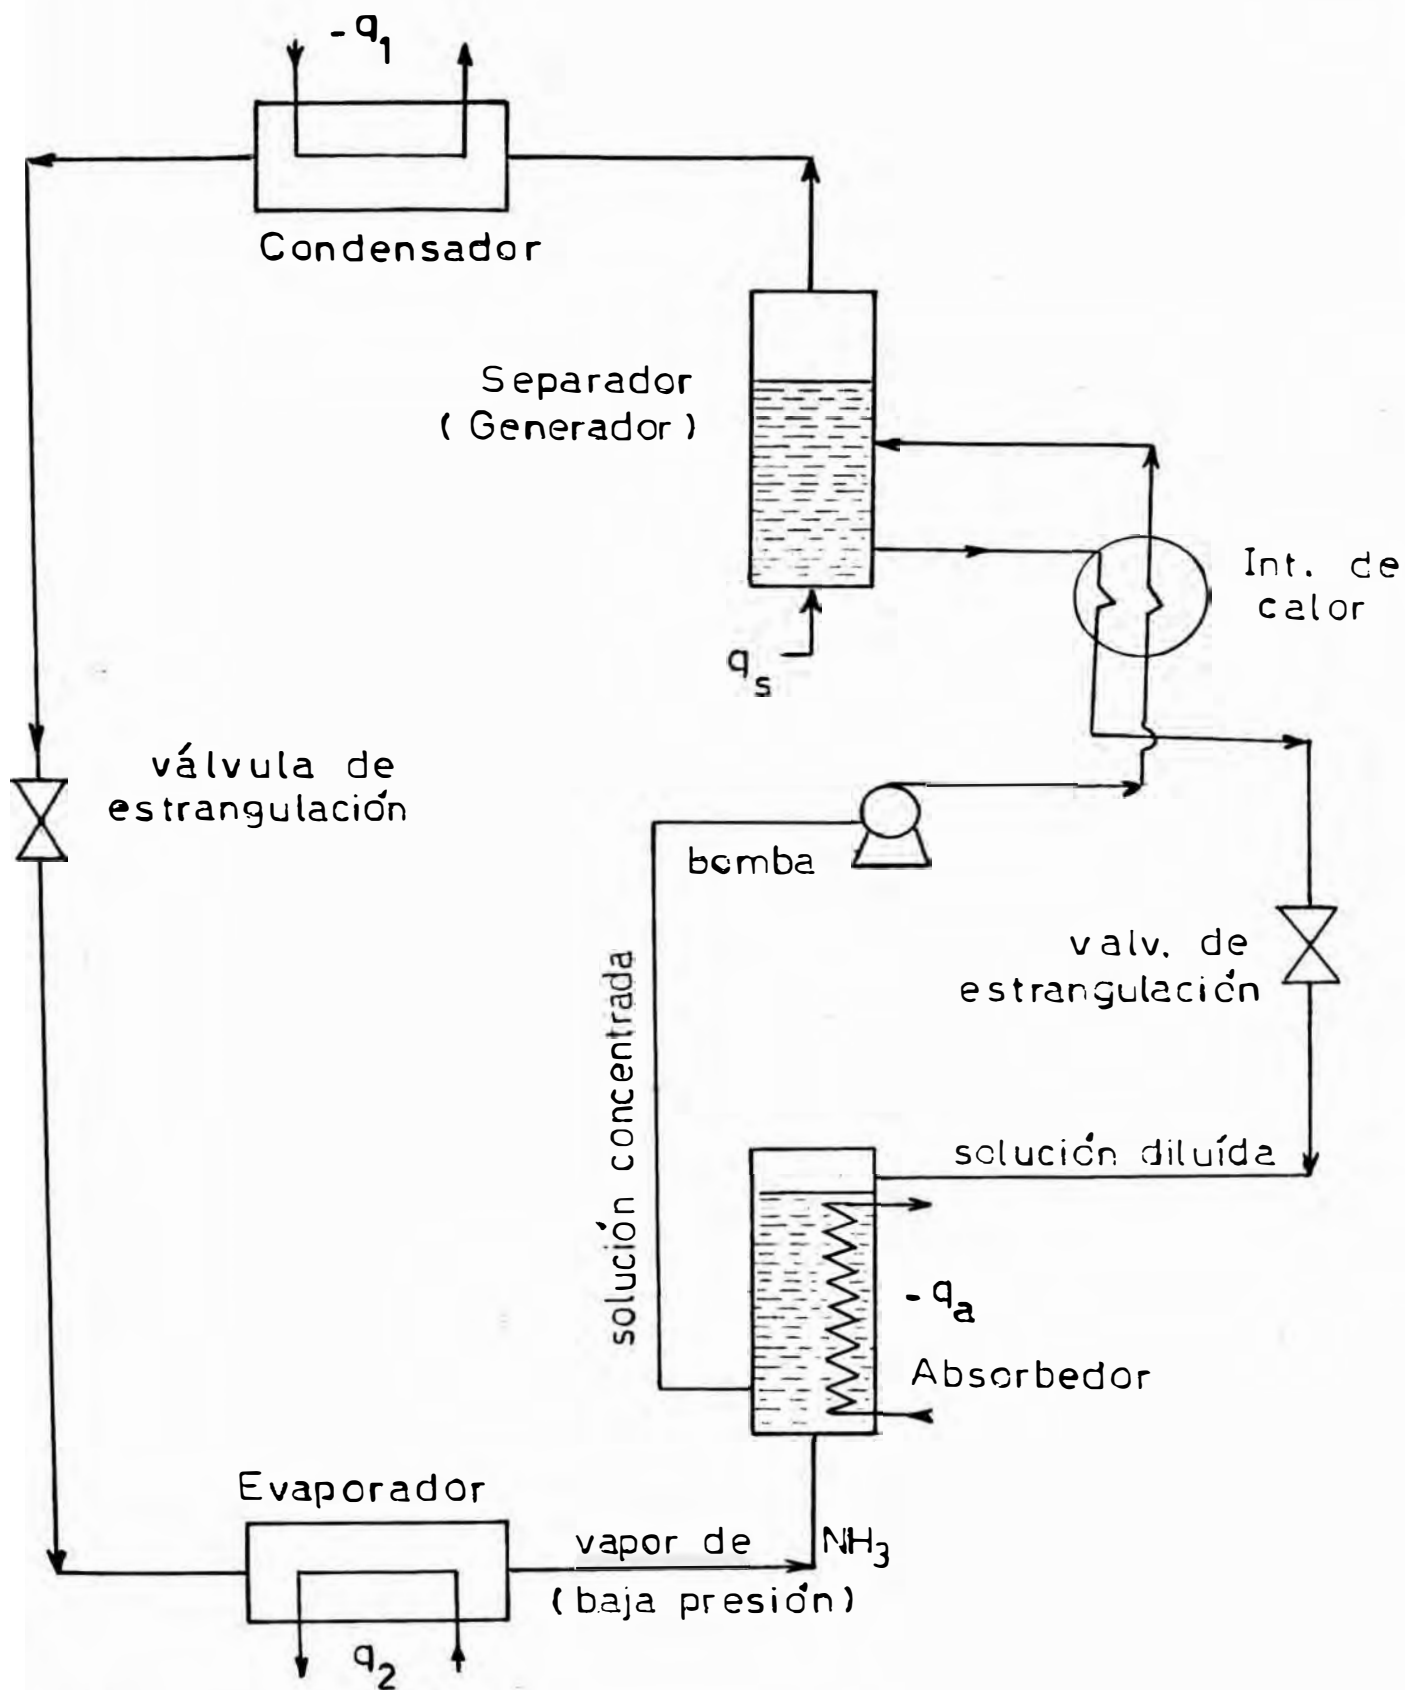 - q1
Condensador
Separador
( Generador )
Int. de
calor
qs
válvula de
estrangulación
bomba
valv. de
estrangulación
solución concentrada
solución diluída
- qa
Absorbedor
Evaporador
vapor de NH3
( baja presión )
q2